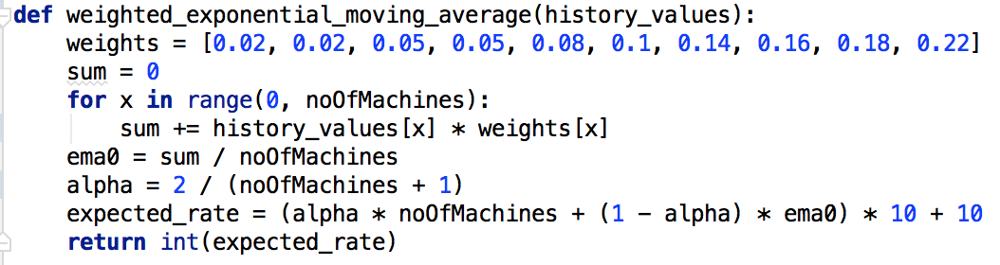 def weighted_exponential_moving_average(history_values):
    weights = [0.02, 0.02, 0.05, 0.05, 0.08, 0.1, 0.14, 0.16, 0.18, 0.22]
    sum = 0
    for x in range(0, noOfMachines):
        sum += history_values[x] * weights[x]
    ema0 = sum / noOfMachines
    alpha = 2 / (noOfMachines + 1)
    expected_rate = (alpha * noOfMachines + (1 - alpha) * ema0) * 10 + 10
    return int(expected_rate)